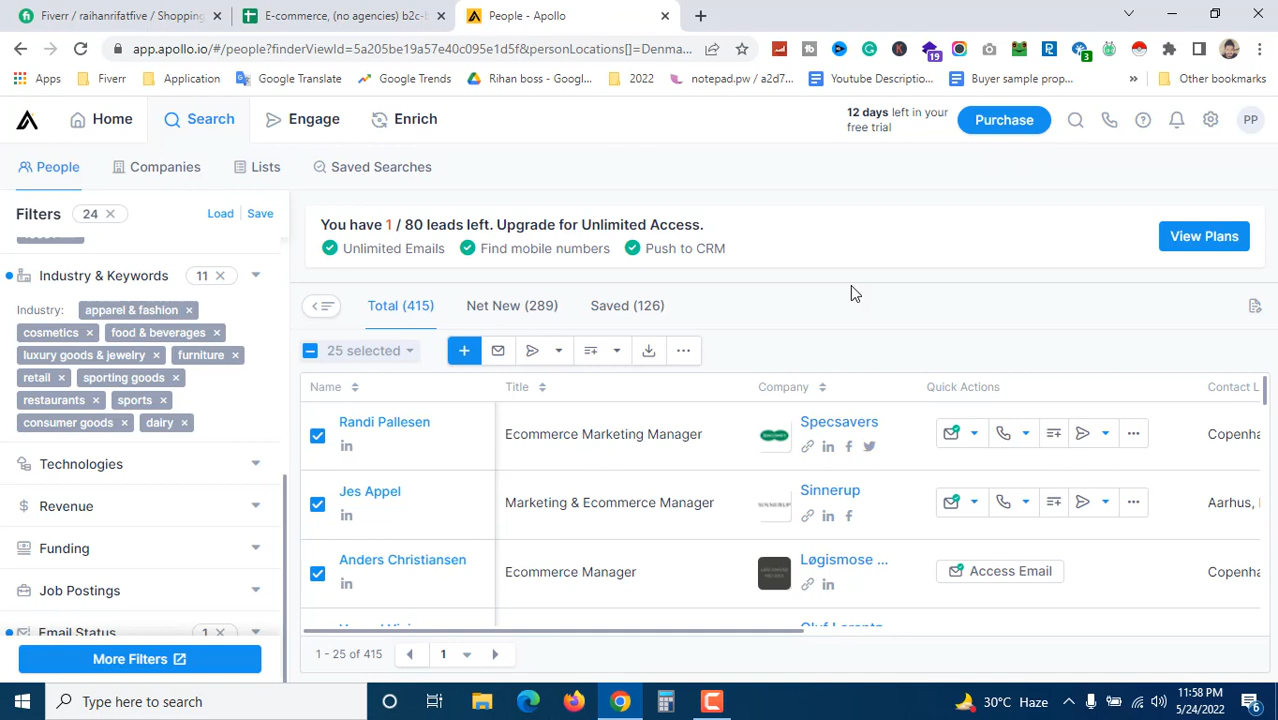 Fiverr / raihanrifatfive / Shopping
E-commerce, (no agencies) b2c-b
People - Apollo
app.apollo.io/#/people?finderViewId=5a205be19a57e40c095e1d5f&personLocations[]=Denma...
19
3
Apps
Fiverr
Application
Google Translate
Google Trends
Rihan boss - Googl...
2022
notepad.pw / a2d7...
Youtube Descriptio...
Buyer sample prop...
»
Other bookmarks
Home
Search
Engage
Enrich
12 days left in your
free trial
Purchase
PP
People
Companies
Lists
Saved Searches
Filters
24
Load
Save
Industry & Keywords
11
Industry:
apparel & fashion
cosmetics
food & beverages
luxury goods & jewelry
furniture
retail
sporting goods
restaurants
sports
consumer goods
dairy
Technologies
Revenue
Funding
Job Postings
Email Status
1
More Filters
You have 1 / 80 leads left. Upgrade for Unlimited Access.
Unlimited Emails
Find mobile numbers
Push to CRM
View Plans
Total (415)
Net New (289)
Saved (126)
25 selected
Name
Title
Company
Quick Actions
Contact L
Randi Pallesen
Ecommerce Marketing Manager
Specsavers
Copenha
Jes Appel
Marketing & Ecommerce Manager
Sinnerup
Aarhus,
Anders Christiansen
Ecommerce Manager
Løgismose ...
Access Email
Copenha
1 - 25 of 415
1
Type here to search
30°C Haze
11:58 PM
5/24/2022
6